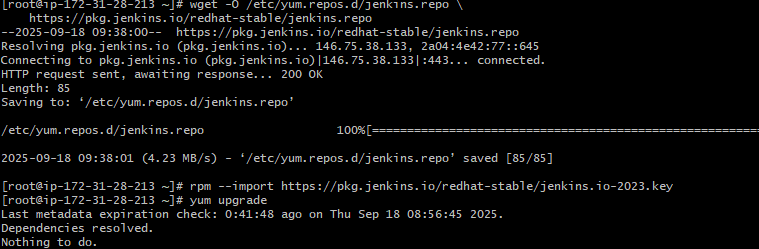 [root@ip-172-31-28-213 ~]# wget -O /etc/yum.repos.d/jenkins.repo \
    https://pkg.jenkins.io/redhat-stable/jenkins.repo
--2025-09-18 09:38:00--  https://pkg.jenkins.io/redhat-stable/jenkins.repo
Resolving pkg.jenkins.io (pkg.jenkins.io)... 146.75.38.133, 2a04:4e42:77::645
Connecting to pkg.jenkins.io (pkg.jenkins.io)|146.75.38.133|:443... connected.
HTTP request sent, awaiting response... 200 OK
Length: 85
Saving to: ‘/etc/yum.repos.d/jenkins.repo’
/etc/yum.repos.d/jenkins.repo                   100%[=======================================================
2025-09-18 09:38:01 (4.23 MB/s) - ‘/etc/yum.repos.d/jenkins.repo’ saved [85/85]
[root@ip-172-31-28-213 ~]# rpm --import https://pkg.jenkins.io/redhat-stable/jenkins.io-2023.key
[root@ip-172-31-28-213 ~]# yum upgrade
Last metadata expiration check: 0:41:48 ago on Thu Sep 18 08:56:45 2025.
Dependencies resolved.
Nothing to do.